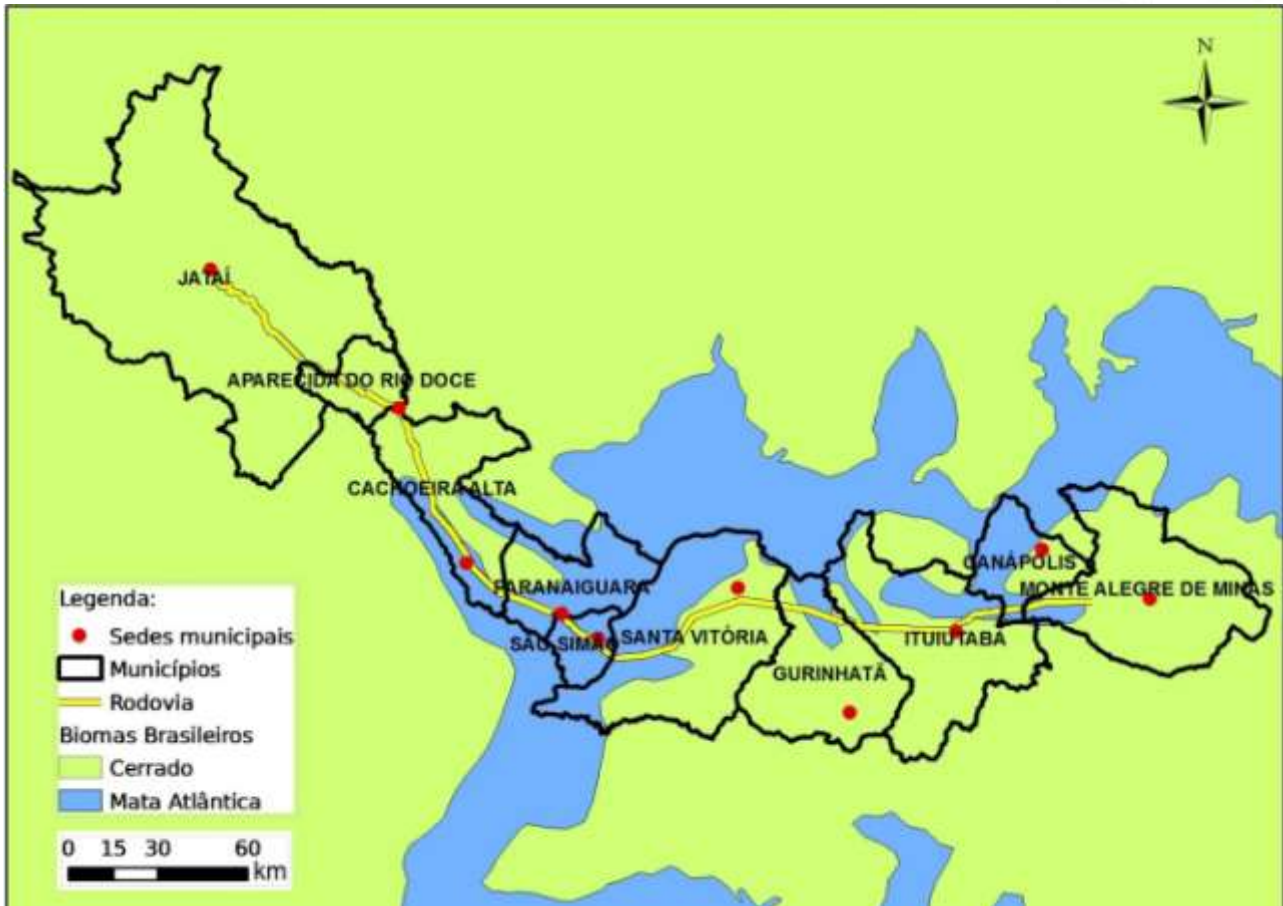 N
JATAÍ
APARECIDA DO RIO DOCE
CACHOEIRA ALTA
CANÁPOLIS
PARANAIGUARA
MONTE ALEGRE DE MINAS
SÃO SIMÃO
SANTA VITÓRIA
ITUIUTABA
GURINHATÃ
Legenda:
Sedes municipais
Municípios
Rodovia
Biomas Brasileiros
Cerrado
Mata Atlântica
0 15 30 60
km